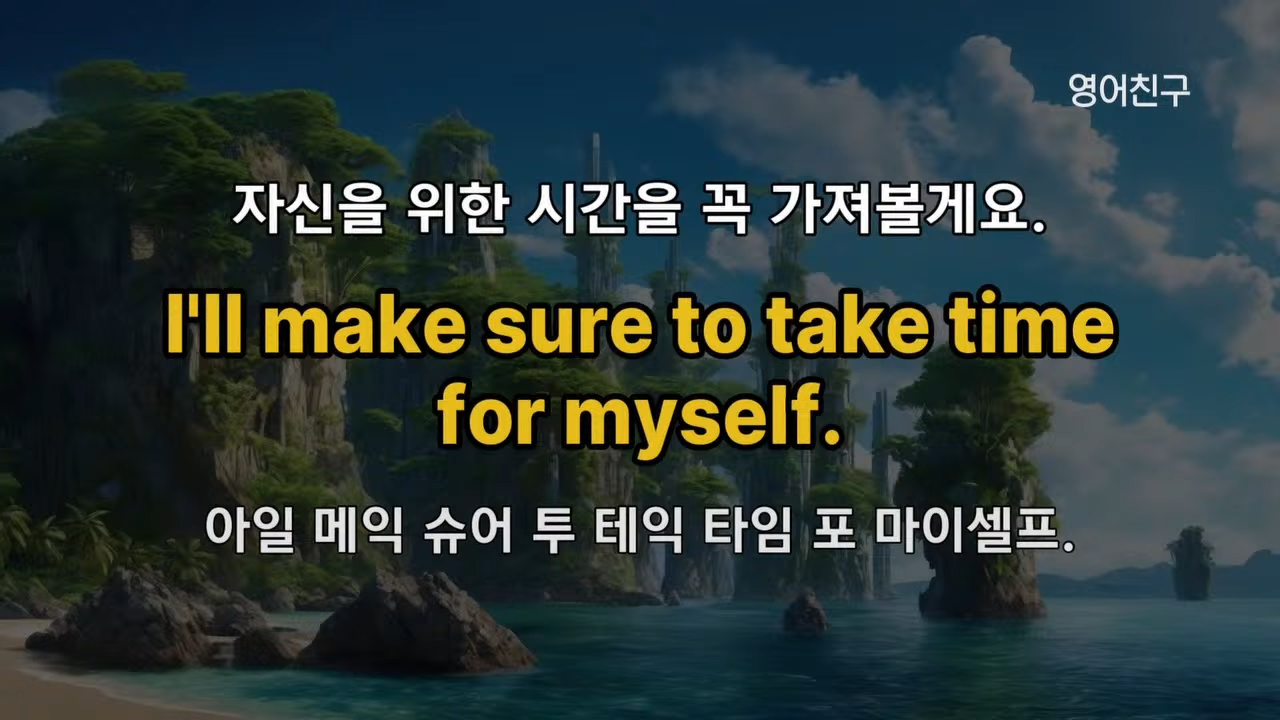 영어친구
자신을 위한 시간을 꼭 가져볼게요.
I'll make sure to take time
for myself.
아일 메익 슈어 투 테익 타임 포 마이셀프.